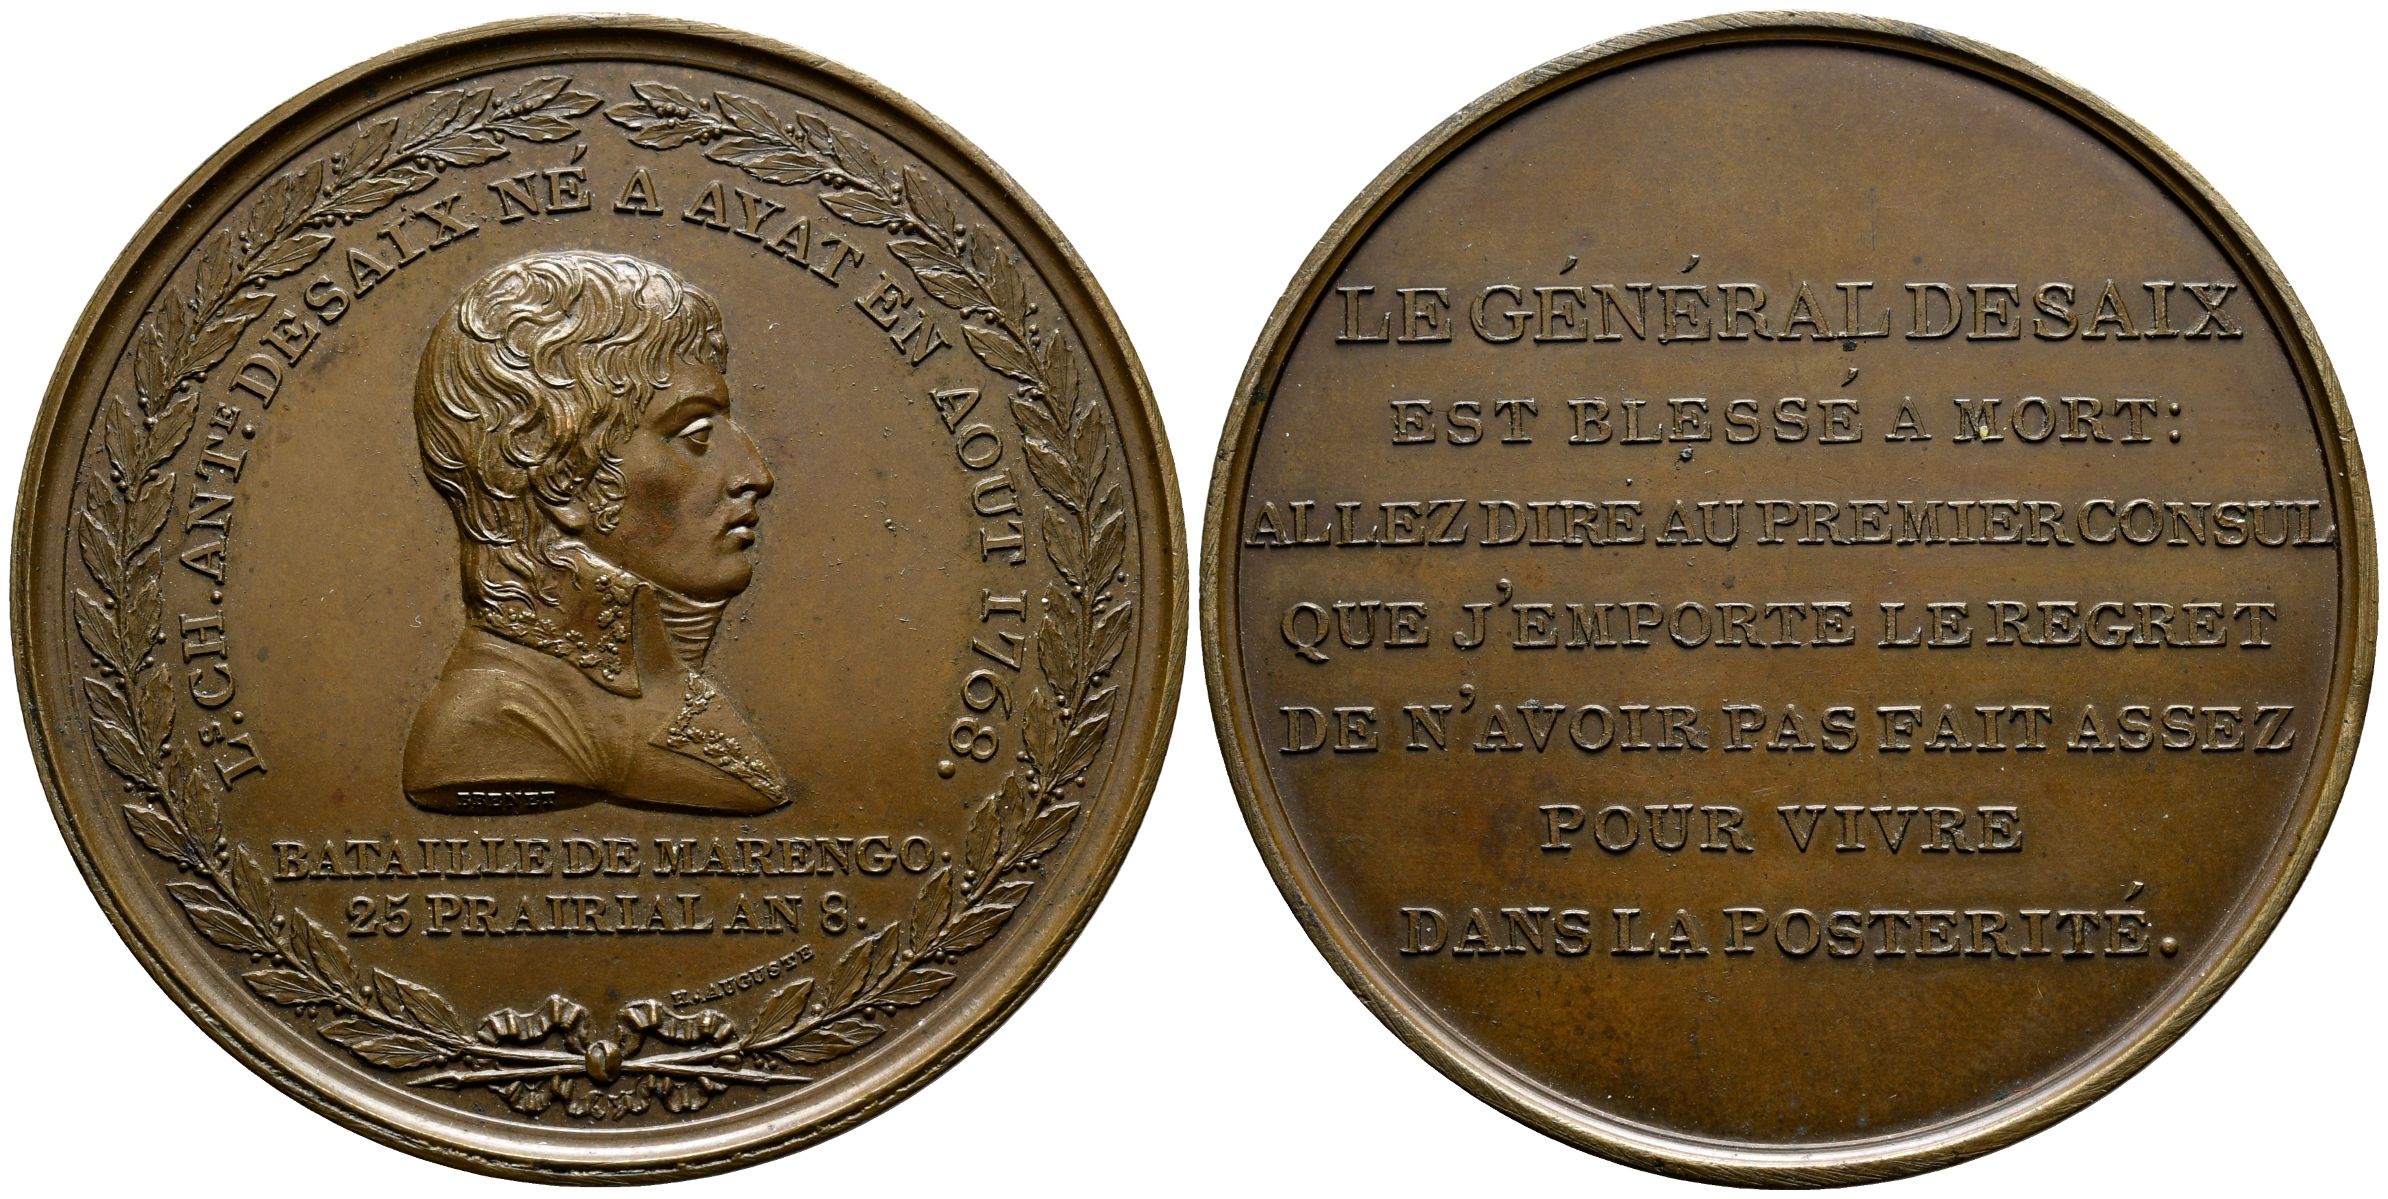 Lˢ. CH. ANTᴱ. DESAIX NÉ A AYAT EN AOUT 1768.
BRENET
BATAILLE DE MARENGO.
25 PRAIRIAL AN 8.
H. AUGUSTE
LE GÉNÉRAL DESAIX
EST BLESSÉ A MORT:
ALLEZ DIRE AU PREMIER CONSUL
QUE J'EMPORTE LE REGRET
DE N'AVOIR PAS FAIT ASSEZ
POUR VIVRE
DANS LA POSTERITÉ.